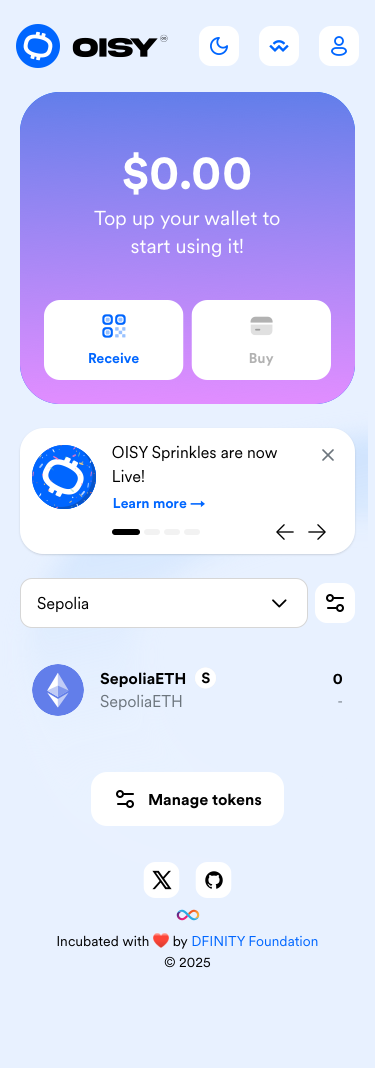 OISY
$0.00
Top up your wallet to
start using it!
Receive
Buy
OISY Sprinkles are now
Live!
Learn more →
Sepolia
SepoliaETH S
0
SepoliaETH
-
Manage tokens
Incubated with ❤️ by DFINITY Foundation
© 2025